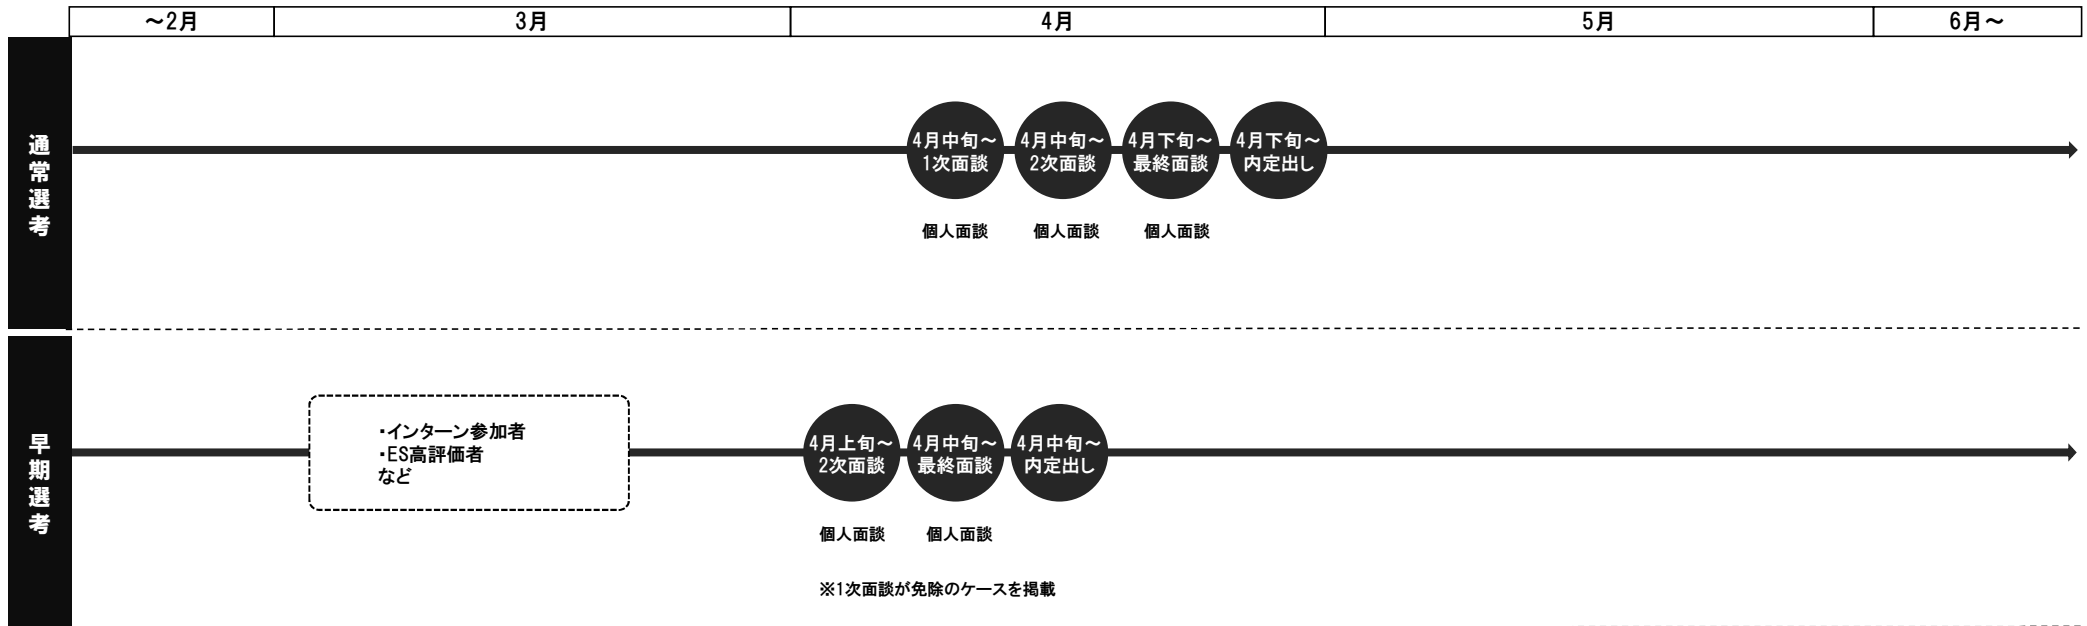 ～2月
3月
4月
5月
6月～
通常選考
4月中旬～
1次面談
4月中旬～
2次面談
4月下旬～
最終面談
4月下旬～
内定出し
個人面談
個人面談
個人面談
早期選考
・インターン参加者
・ES高評価者
など
4月上旬～
2次面談
4月中旬～
最終面談
4月中旬～
内定出し
個人面談
個人面談
※1次面談が免除のケースを掲載